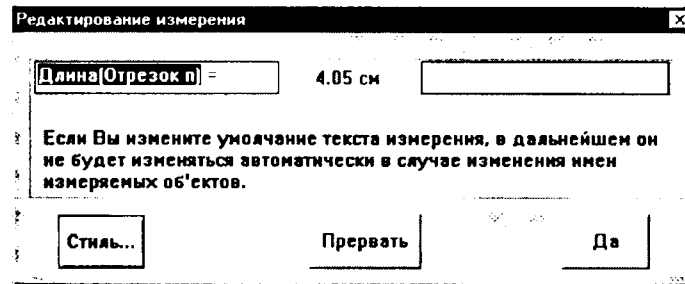 Редактирование измерения
Длина(Отрезок n) = 4.05 см
Если Вы измените умолчание текста измерения, в дальнейшем он
не будет изменяться автоматически в случае изменения имен
измеряемых об'ектов.
Стиль... Прервать Да